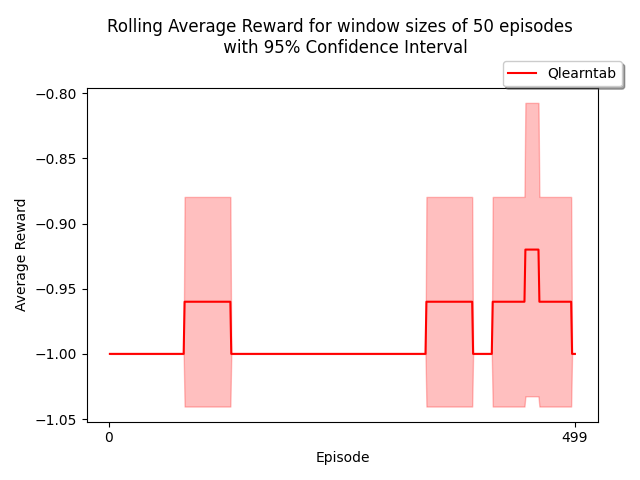 Rolling Average Reward for window sizes of 50 episodes
with 95% Confidence Interval
Qlearntab
−0.80
−0.85
−0.90
−0.95
−1.00
−1.05
Average Reward
0
499
Episode